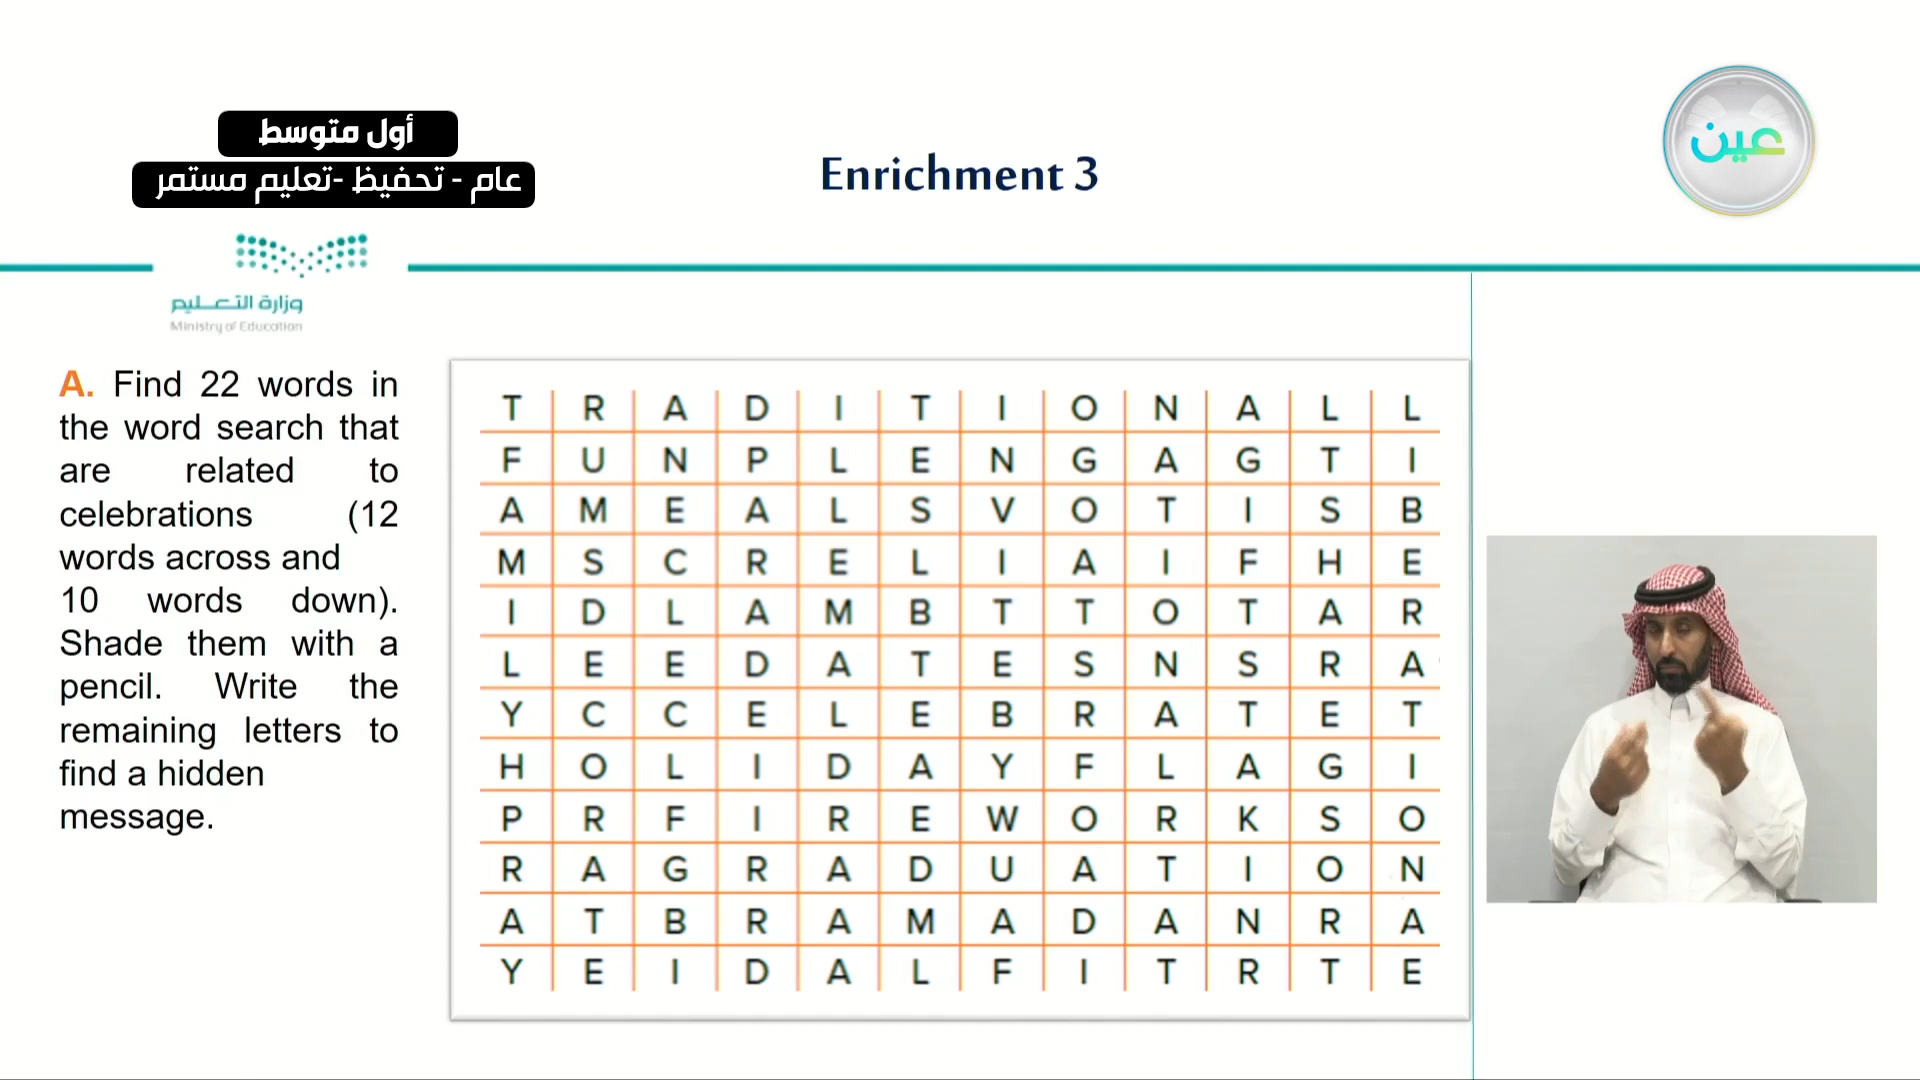 أول متوسط
عام - تحفيظ -تعليم مستمر
Enrichment 3
عين
وزارة التعليم
Ministry of Education
A. Find 22 words in
the word search that
are related to
celebrations (12
words across and
10 words down).
Shade them with a
pencil. Write the
remaining letters to
find a hidden
message.
T R A D I T I O N A L L
F U N P L E N G A G T I
A M E A L S V O T I S B
M S C R E L I A I F H E
I D L A M B T T O T A R
L E E D A T E S N S R A
Y C C E L E B R A T E T
H O L I D A Y F L A G I
P R F I R E W O R K S O
R A G R A D U A T I O N
A T B R A M A D A N R A
Y E I D A L F I T R T E